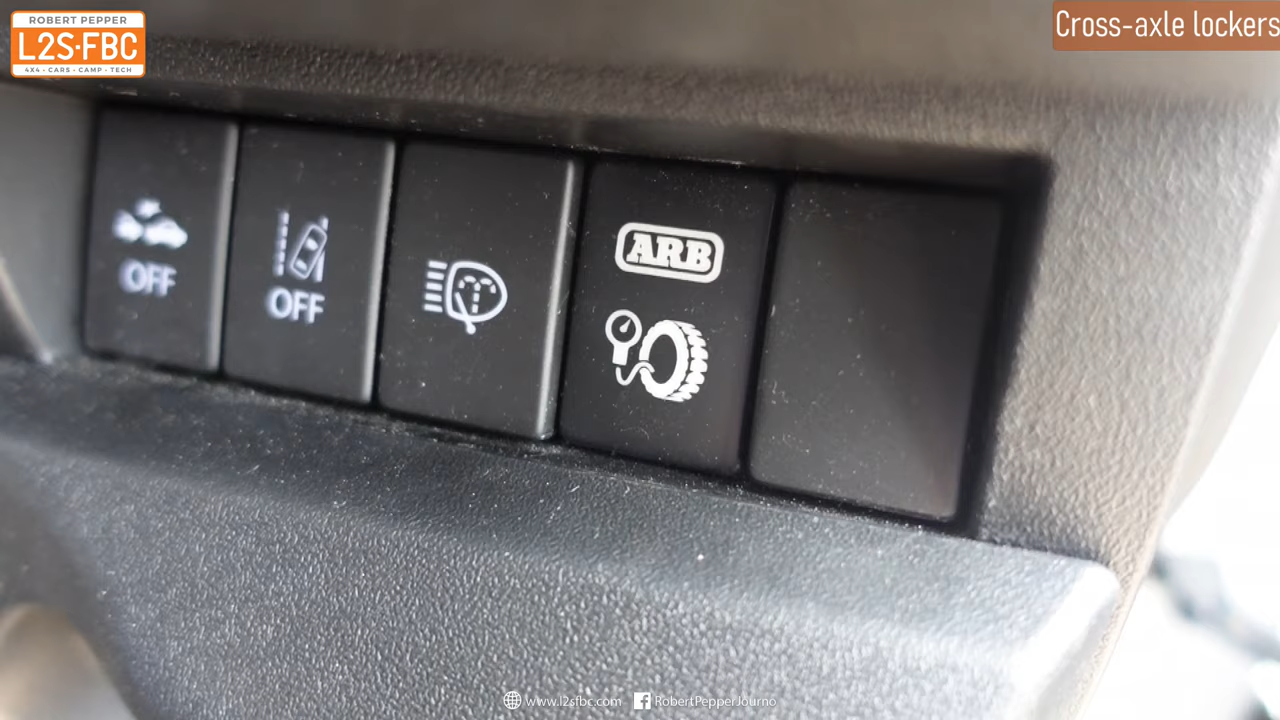 ROBERT PEPPER
L2S·FBC
4X4 • CARS • CAMP • TECH
Cross-axle lockers
OFF
OFF
ARB
www.l2sfbc.com
RobertPepperJourno